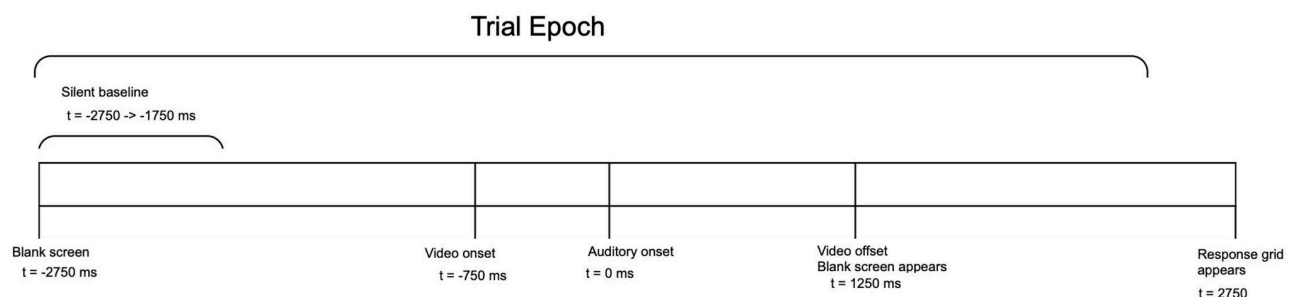 Trial Epoch
Silent baseline
t = -2750 -> -1750 ms
Blank screen
t = -2750 ms
Video onset
t = -750 ms
Auditory onset
t = 0 ms
Video offset
Blank screen appears
t = 1250 ms
Response grid
appears
t = 2750